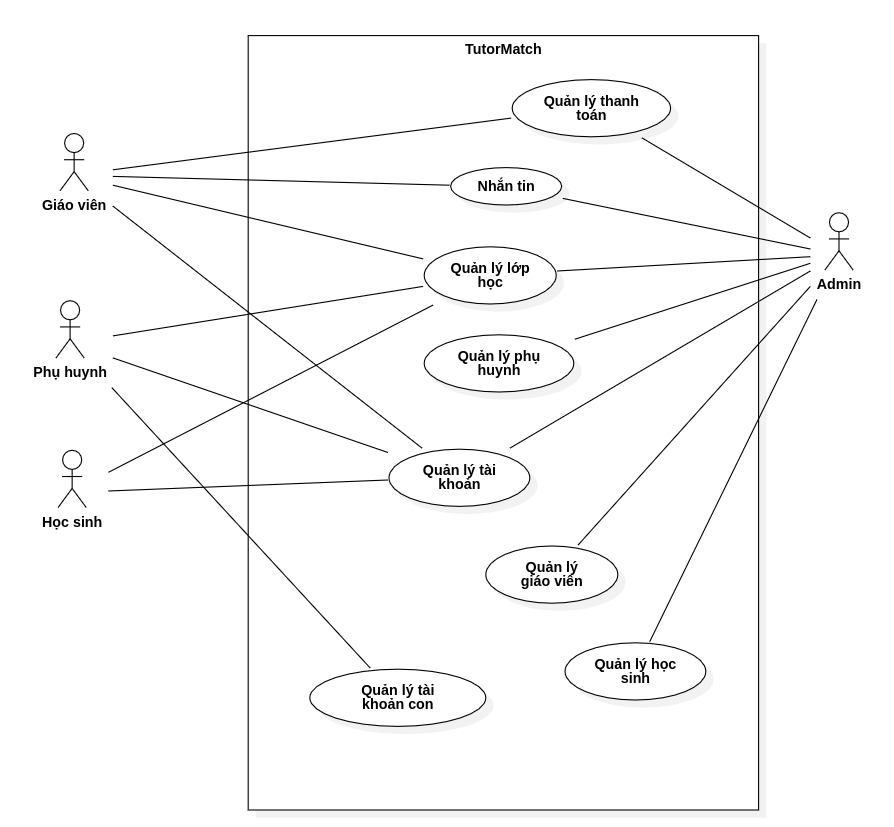 TutorMatch
Quản lý thanh
toán
Giáo viên
Nhắn tin
Quản lý lớp
học
Admin
Phụ huynh
Quản lý phụ
huynh
Quản lý tài
khoản
Học sinh
Quản lý
giáo viên
Quản lý học
sinh
Quản lý tài
khoản con